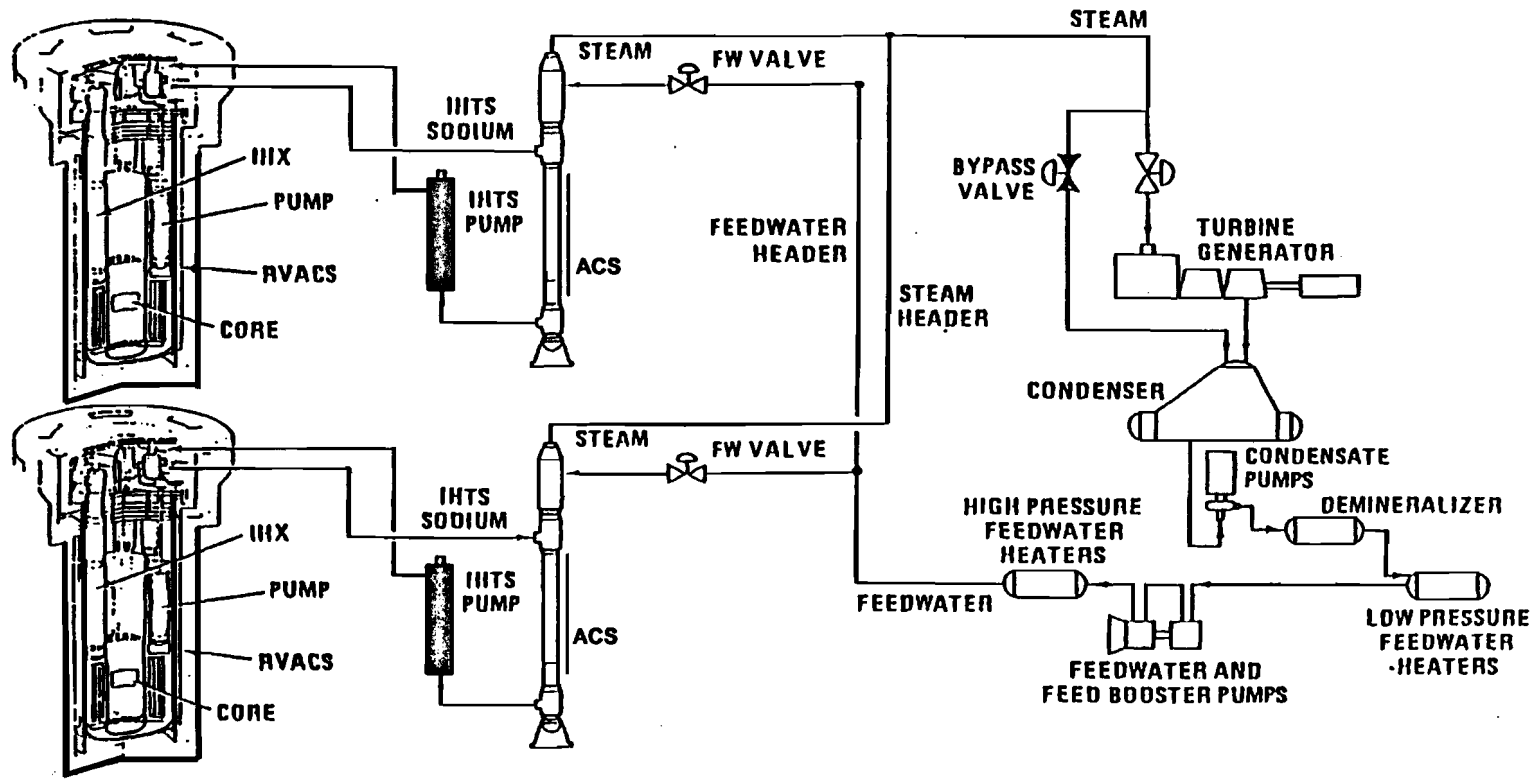 STEAM
STEAM
FW VALVE
IHTS
SODIUM
IHX
BYPASS
VALVE
PUMP
IHTS
PUMP
FEEDWATER
HEADER
TURBINE
GENERATOR
ACS
RVACS
STEAM
HEADER
CORE
CONDENSER
STEAM
FW VALVE
CONDENSATE
PUMPS
IHTS
SODIUM
HIGH PRESSURE
FEEDWATER
HEATERS
DEMINERALIZER
IHX
IHTS
PUMP
PUMP
FEEDWATER
LOW PRESSURE
FEEDWATER
HEATERS
ACS
RVACS
FEEDWATER AND
FEED BOOSTER PUMPS
CORE